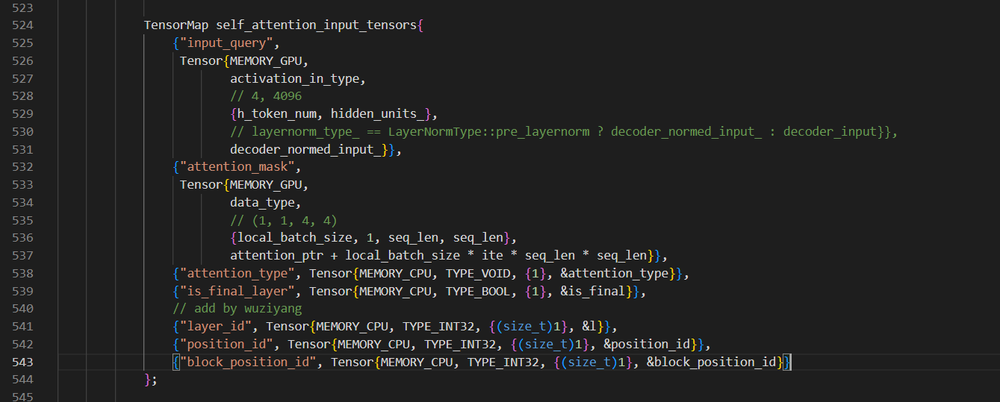 523
524 TensorMap self_attention_input_tensors{
525 {"input_query",
526 Tensor{MEMORY_GPU,
527 activation_in_type,
528 // 4, 4096
529 {h_token_num, hidden_units_},
530 // layernorm_type_ == LayerNormType::pre_layernorm ? decoder_normed_input_ : decoder_input}},
531 decoder_normed_input_}},
532 {"attention_mask",
533 Tensor{MEMORY_GPU,
534 data_type,
535 // (1, 1, 4, 4)
536 {local_batch_size, 1, seq_len, seq_len},
537 attention_ptr + local_batch_size * ite * seq_len * seq_len}},
538 {"attention_type", Tensor{MEMORY_CPU, TYPE_VOID, {1}, &attention_type}},
539 {"is_final_layer", Tensor{MEMORY_CPU, TYPE_BOOL, {1}, &is_final}},
540 // add by wuziyang
541 {"layer_id", Tensor{MEMORY_CPU, TYPE_INT32, {(size_t)1}, &l}},
542 {"position_id", Tensor{MEMORY_CPU, TYPE_INT32, {(size_t)1}, &position_id}},
543 {"block_position_id", Tensor{MEMORY_CPU, TYPE_INT32, {(size_t)1}, &block_position_id}}
544 };
545